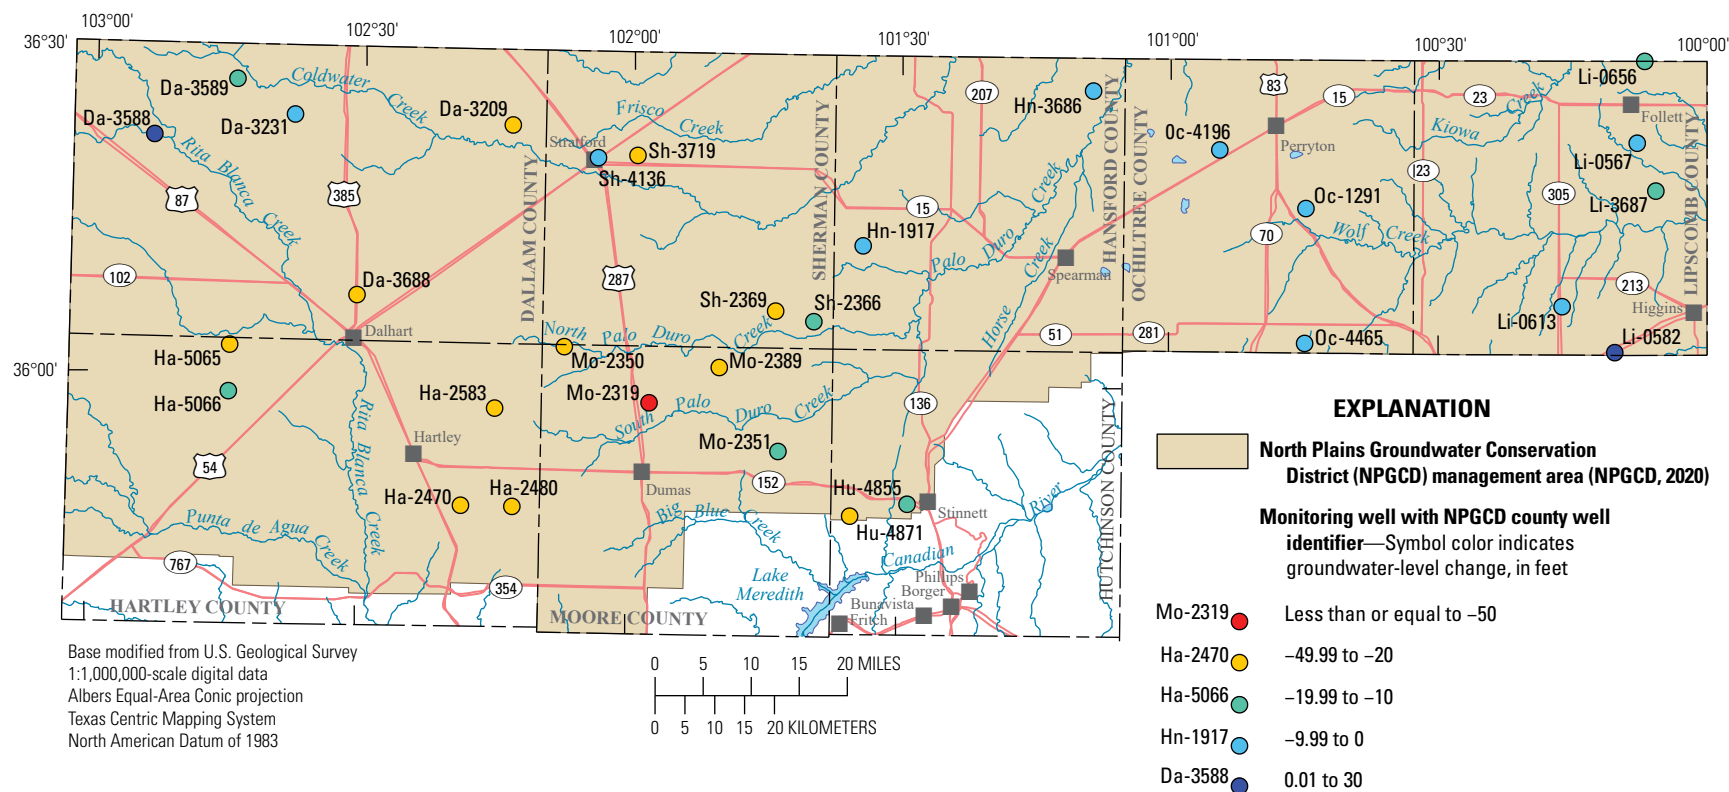 103°00'
102°30'
102°00'
101°30'
101°00'
100°30'
100°00'
36°30'
36°00'
Da-3589
Coldwater Creek
Da-3588
Da-3231
Da-3209
Frisco Creek
Stratford
Sh-3719
Sh-4136
207
Hn-3686
83
15
23
Creek
Li-0656
Follett
Kiowa
Oc-4196
Perryton
Li-0567
Rita Blanca Creek
87
385
DALLAM COUNTY
SHERMAN COUNTY
HANSFORD COUNTY
OCHILTREE COUNTY
LIPSCOMB COUNTY
23
305
Li-3687
15
Oc-1291
Hn-1917
Palo Duro Creek
70
Wolf Creek
102
Da-3688
287
Spearman
213
Higgins
Sh-2369
Sh-2366
Horse Creek
Li-0613
Dalhart
North Palo Duro Creek
51
281
Oc-4465
Li-0582
Ha-5065
Mo-2350
Mo-2389
Ha-5066
Ha-2583
Mo-2319
South Palo Duro Creek
136
Hartley
Mo-2351
54
Rita Blanca Creek
Dumas
152
Hu-4855
Stinnett
HUTCHINSON COUNTY
Ha-2470
Ha-2480
Big Blue Creek
Hu-4871
River
Punta de Agua Creek
Canadian
767
354
Lake
Meredith
Phillips
Borger
Bunavista
Fritch
HARTLEY COUNTY
MOORE COUNTY
Base modified from U.S. Geological Survey
1:1,000,000-scale digital data
Albers Equal-Area Conic projection
Texas Centric Mapping System
North American Datum of 1983
0 5 10 15 20 MILES
0 5 10 15 20 KILOMETERS
EXPLANATION
North Plains Groundwater Conservation
District (NPGCD) management area (NPGCD, 2020)
Monitoring well with NPGCD county well
identifier—Symbol color indicates
groundwater-level change, in feet
Mo-2319 Less than or equal to −50
Ha-2470 −49.99 to −20
Ha-5066 −19.99 to −10
Hn-1917 −9.99 to 0
Da-3588 0.01 to 30